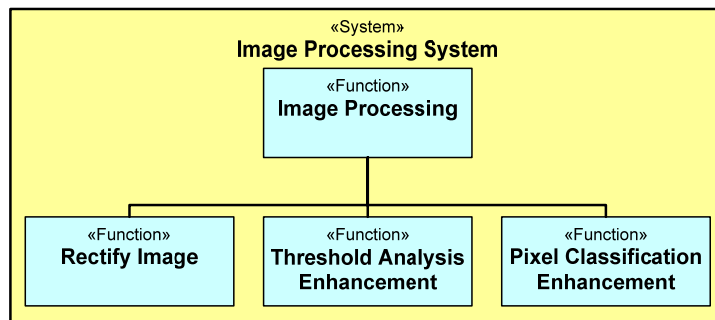 «System»
Image Processing System
«Function»
Image Processing
«Function»
Rectify Image
«Function»
Threshold Analysis
Enhancement
«Function»
Pixel Classification
Enhancement